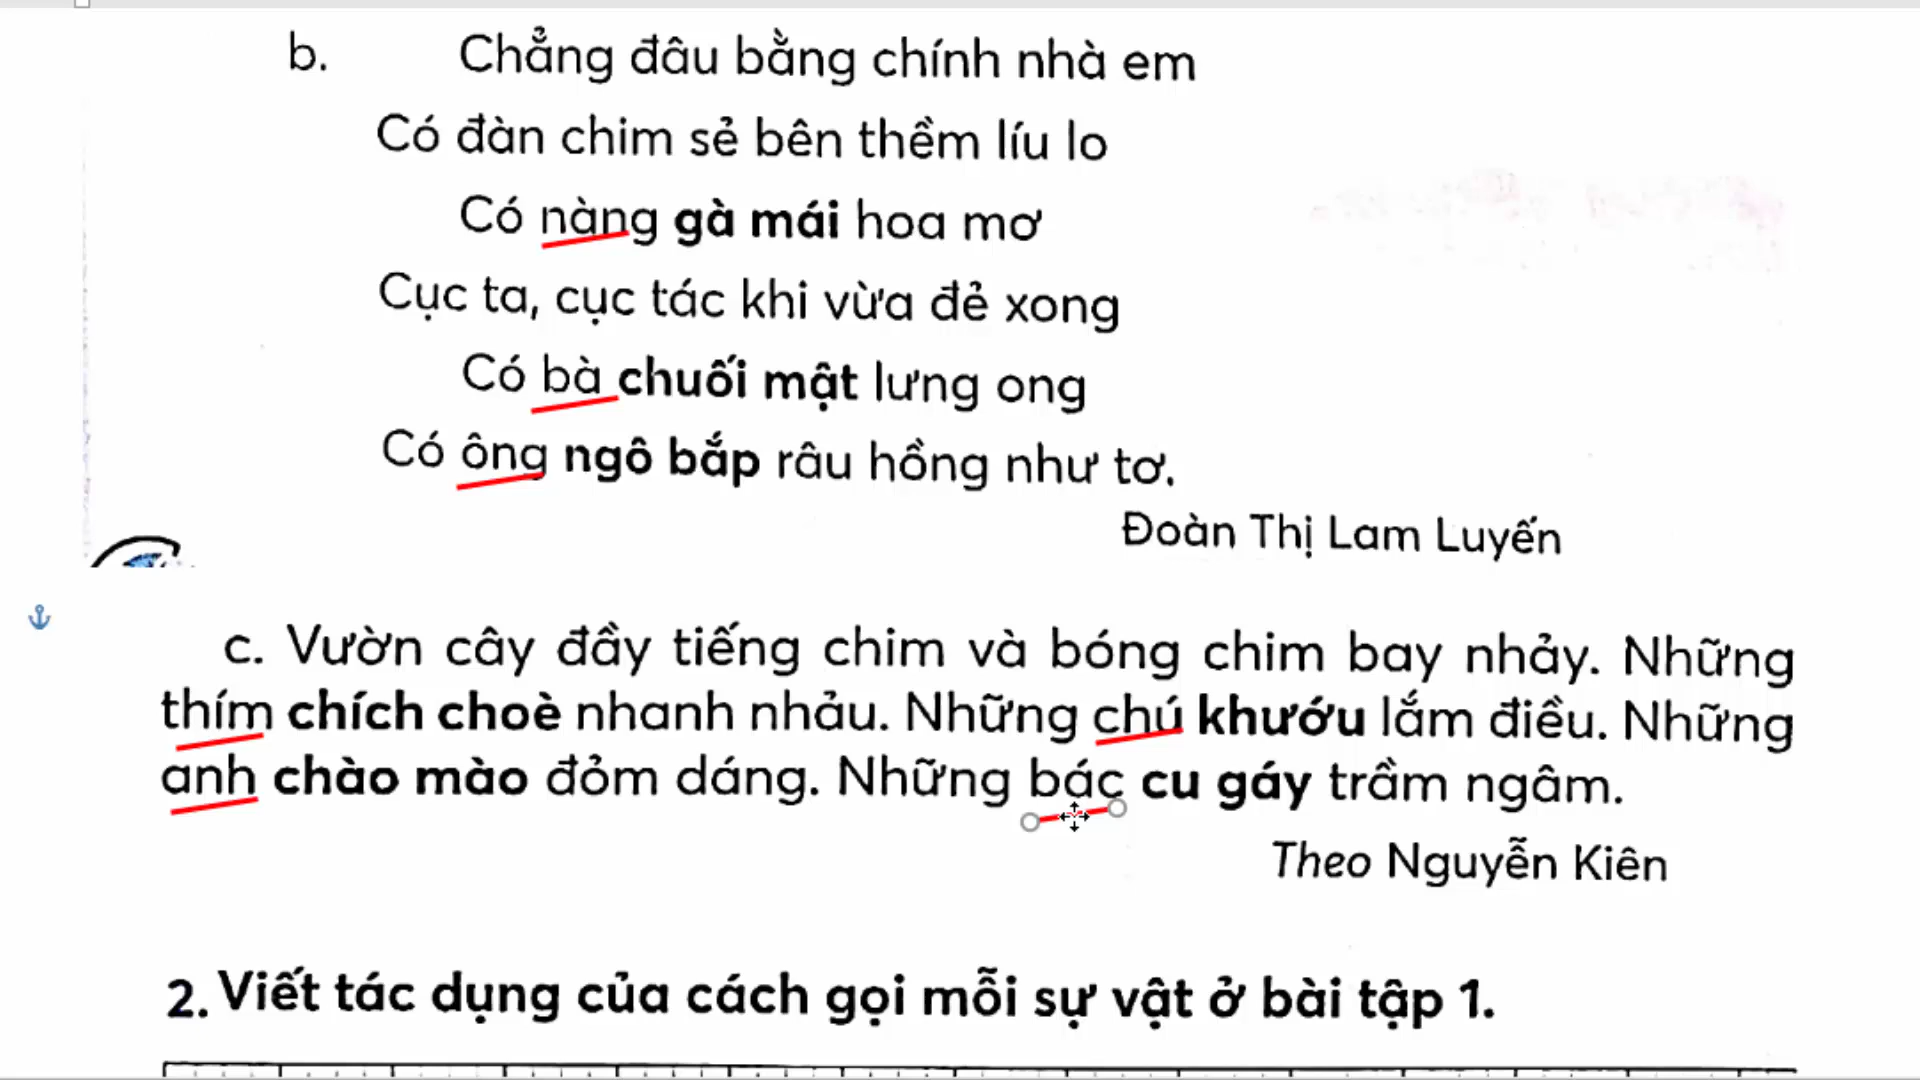 b. Chẳng đâu bằng chính nhà em
Có đàn chim sẻ bên thềm líu lo
Có nàng gà mái hoa mơ
Cục ta, cục tác khi vừa đẻ xong
Có bà chuối mật lưng ong
Có ông ngô bắp râu hồng như tơ.
Đoàn Thị Lam Luyến
c. Vườn cây đầy tiếng chim và bóng chim bay nhảy. Những
thím chích choè nhanh nhảu. Những chú khướu lắm điều. Những
anh chào mào đỏm dáng. Những bác cu gáy trầm ngâm.
Theo Nguyễn Kiên
2. Viết tác dụng của cách gọi mỗi sự vật ở bài tập 1.